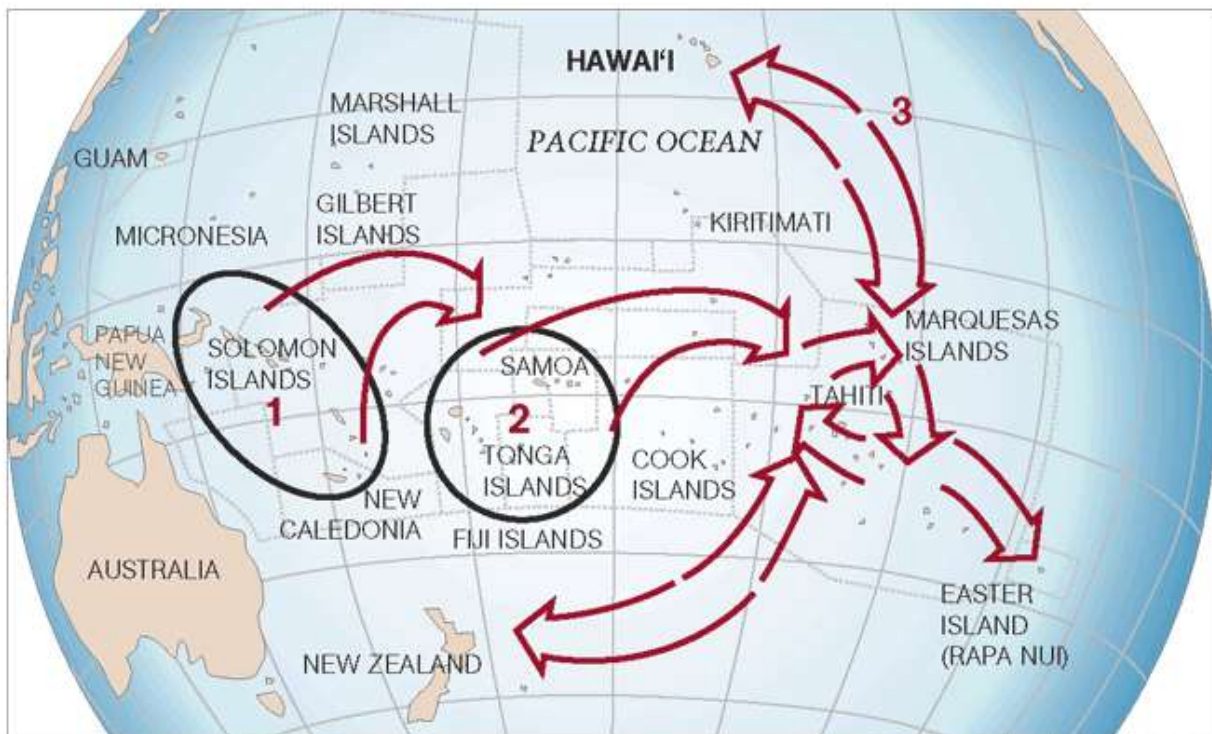 HAWAI‘I
3
MARSHALL
ISLANDS
PACIFIC OCEAN
GUAM
GILBERT
ISLANDS
KIRITIMATI
MICRONESIA
PAPUA
NEW
GUINEA
SOLOMON
ISLANDS
1
SAMOA
2
TONGA
ISLANDS
MARQUESAS
ISLANDS
TAHITI
COOK
ISLANDS
NEW
CALEDONIA
FIJI ISLANDS
AUSTRALIA
EASTER
ISLAND
(RAPA NUI)
NEW ZEALAND